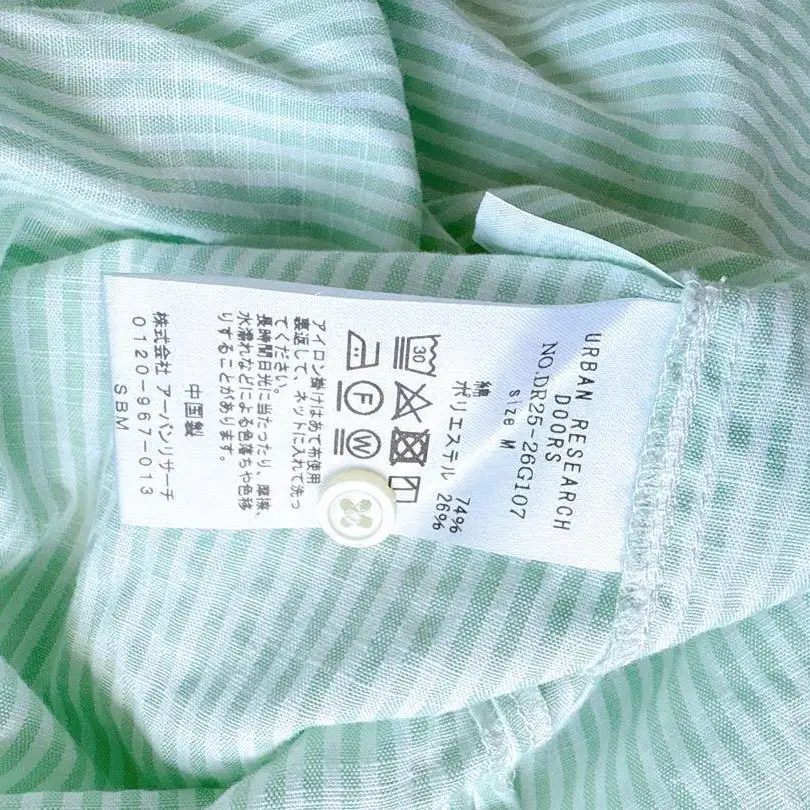 URBAN RESEARCH
DOORS
NO.DR25-26G107
size M
綿 74%
ポリエステル 26%
30
F W
アイロン掛けはあて布使用
裏返して、ネットに入れて洗っ
てください。
長時間日光に当たったり、摩擦、
水濡れなどによる色落ちや色移
りすることがあります。
中国製
株式会社 アーバンリサーチ
0120-967-013
SBM